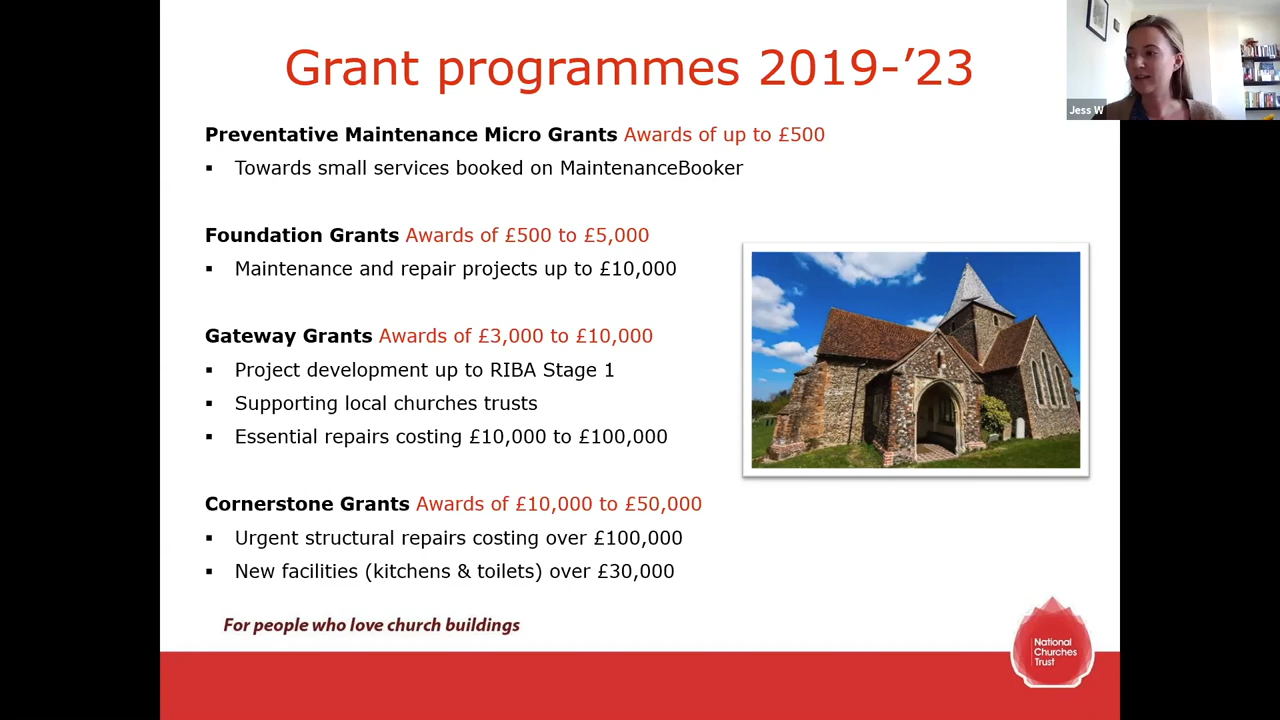 Grant programmes 2019-’23
Jess W
Preventative Maintenance Micro Grants Awards of up to £500
▪ Towards small services booked on MaintenanceBooker
Foundation Grants Awards of £500 to £5,000
▪ Maintenance and repair projects up to £10,000
Gateway Grants Awards of £3,000 to £10,000
▪ Project development up to RIBA Stage 1
▪ Supporting local churches trusts
▪ Essential repairs costing £10,000 to £100,000
Cornerstone Grants Awards of £10,000 to £50,000
▪ Urgent structural repairs costing over £100,000
▪ New facilities (kitchens & toilets) over £30,000
For people who love church buildings
National
Churches
Trust